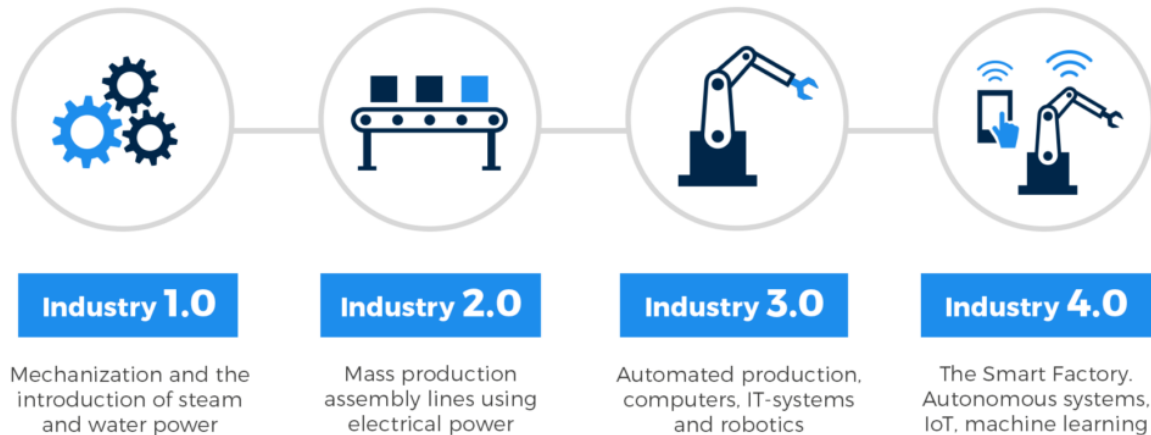 Industry 1.0
Mechanization and the
introduction of steam
and water power
Industry 2.0
Mass production
assembly lines using
electrical power
Industry 3.0
Automated production,
computers, IT-systems
and robotics
Industry 4.0
The Smart Factory.
Autonomous systems,
IoT, machine learning